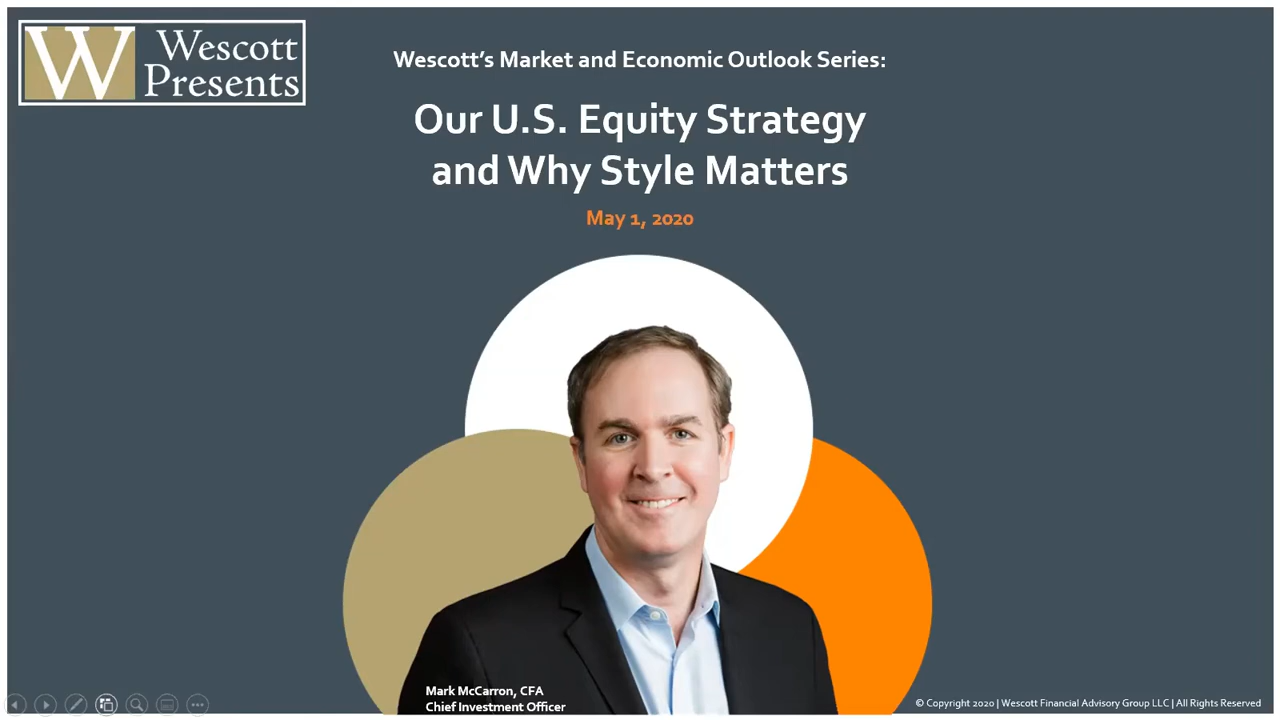 W
Wescott
Presents
Wescott’s Market and Economic Outlook Series:
Our U.S. Equity Strategy
and Why Style Matters
May 1, 2020
Mark McCarron, CFA
Chief Investment Officer
© Copyright 2020 | Wescott Financial Advisory Group LLC | All Rights Reserved